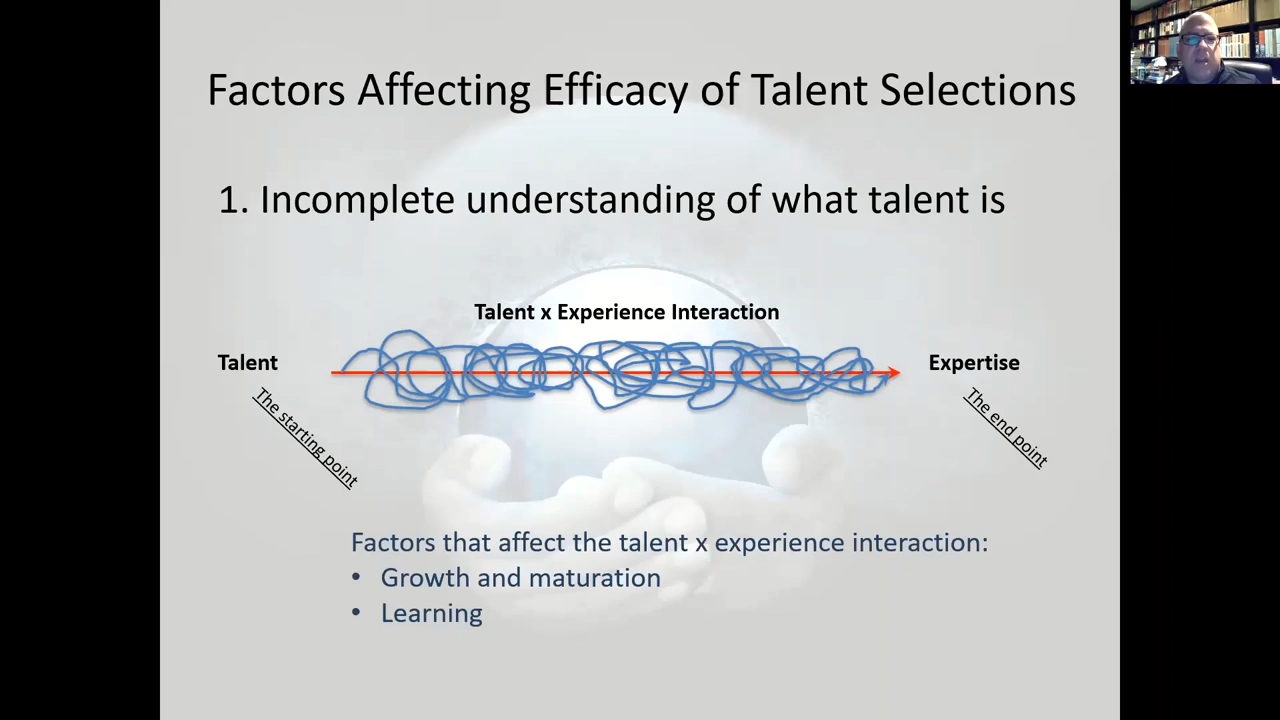 Factors Affecting Efficacy of Talent Selections
1. Incomplete understanding of what talent is
Talent x Experience Interaction
Talent
Expertise
The starting point
The end point
Factors that affect the talent x experience interaction:
• Growth and maturation
• Learning